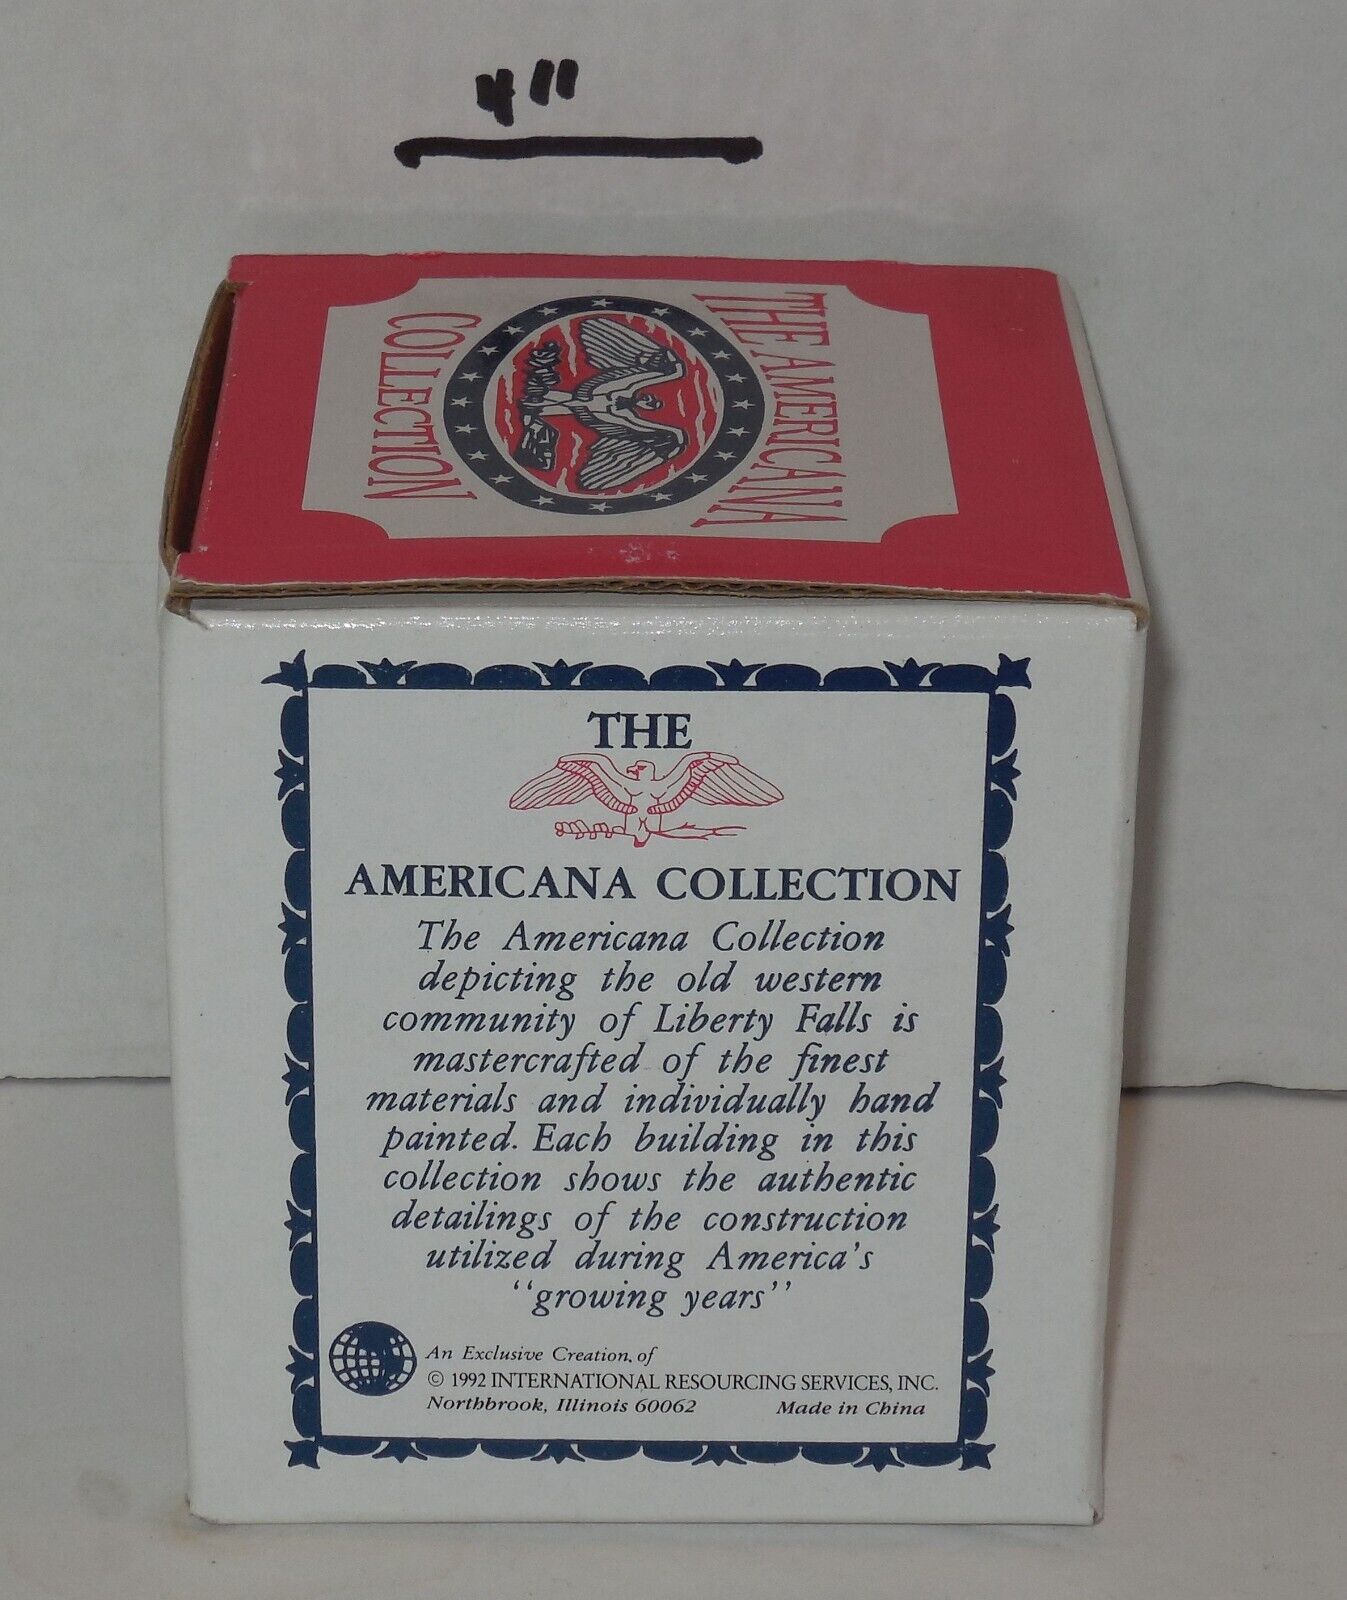 4"
THE AMERICANA
COLLECTION
THE
AMERICANA COLLECTION
The Americana Collection
depicting the old western
community of Liberty Falls is
mastercrafted of the finest
materials and individually hand
painted. Each building in this
collection shows the authentic
detailings of the construction
utilized during America's
"growing years"
An Exclusive Creation, of
© 1992 INTERNATIONAL RESOURCING SERVICES, INC.
Northbrook, Illinois 60062 Made in China